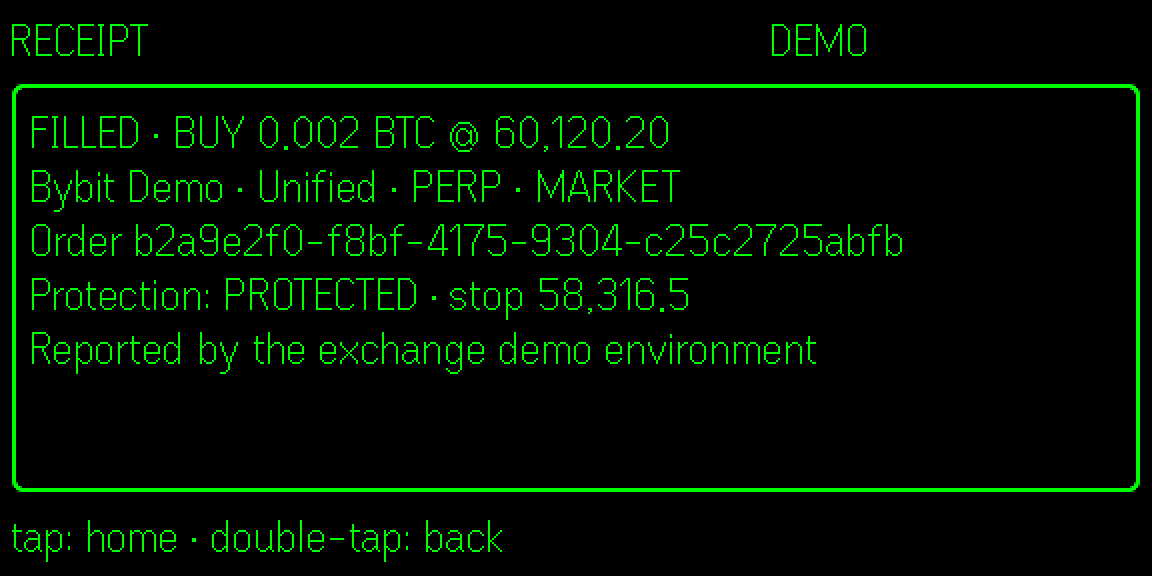 RECEIPT DEMO
FILLED · BUY 0.002 BTC @ 60,120.20
Bybit Demo · Unified · PERP · MARKET
Order b2a9e2f0-f8bf-4175-9304-c25c2725abfb
Protection: PROTECTED · stop 58,316.5
Reported by the exchange demo environment
tap: home · double-tap: back